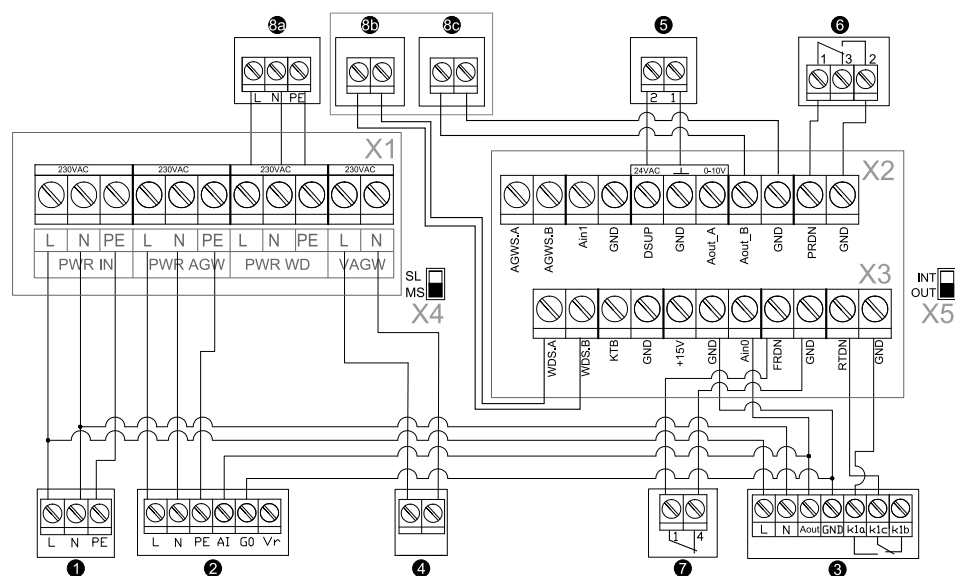 8a 8b 8c 5 6
1 3 2
2 1
L N PE
X1
230VAC 230VAC 230VAC 230VAC
L N PE L N PE L N PE L N
PWR IN PWR AGW PWR WD VAGW
SL
MS
X4
X2
24VAC ⊥ 0-10V
AGWS.A AGWS.B Ain1 GND DSUP GND Aout_A Aout_B GND PRDN GND
X3
INT
OUT
X5
WDS.A WDS.B KTB GND +15V GND Ain0 FRDN GND RTDN GND
L N PE
L N PE AI G0 Vr
1 4
L N Aout GND k1a k1c k1b
1 2 4 7 3